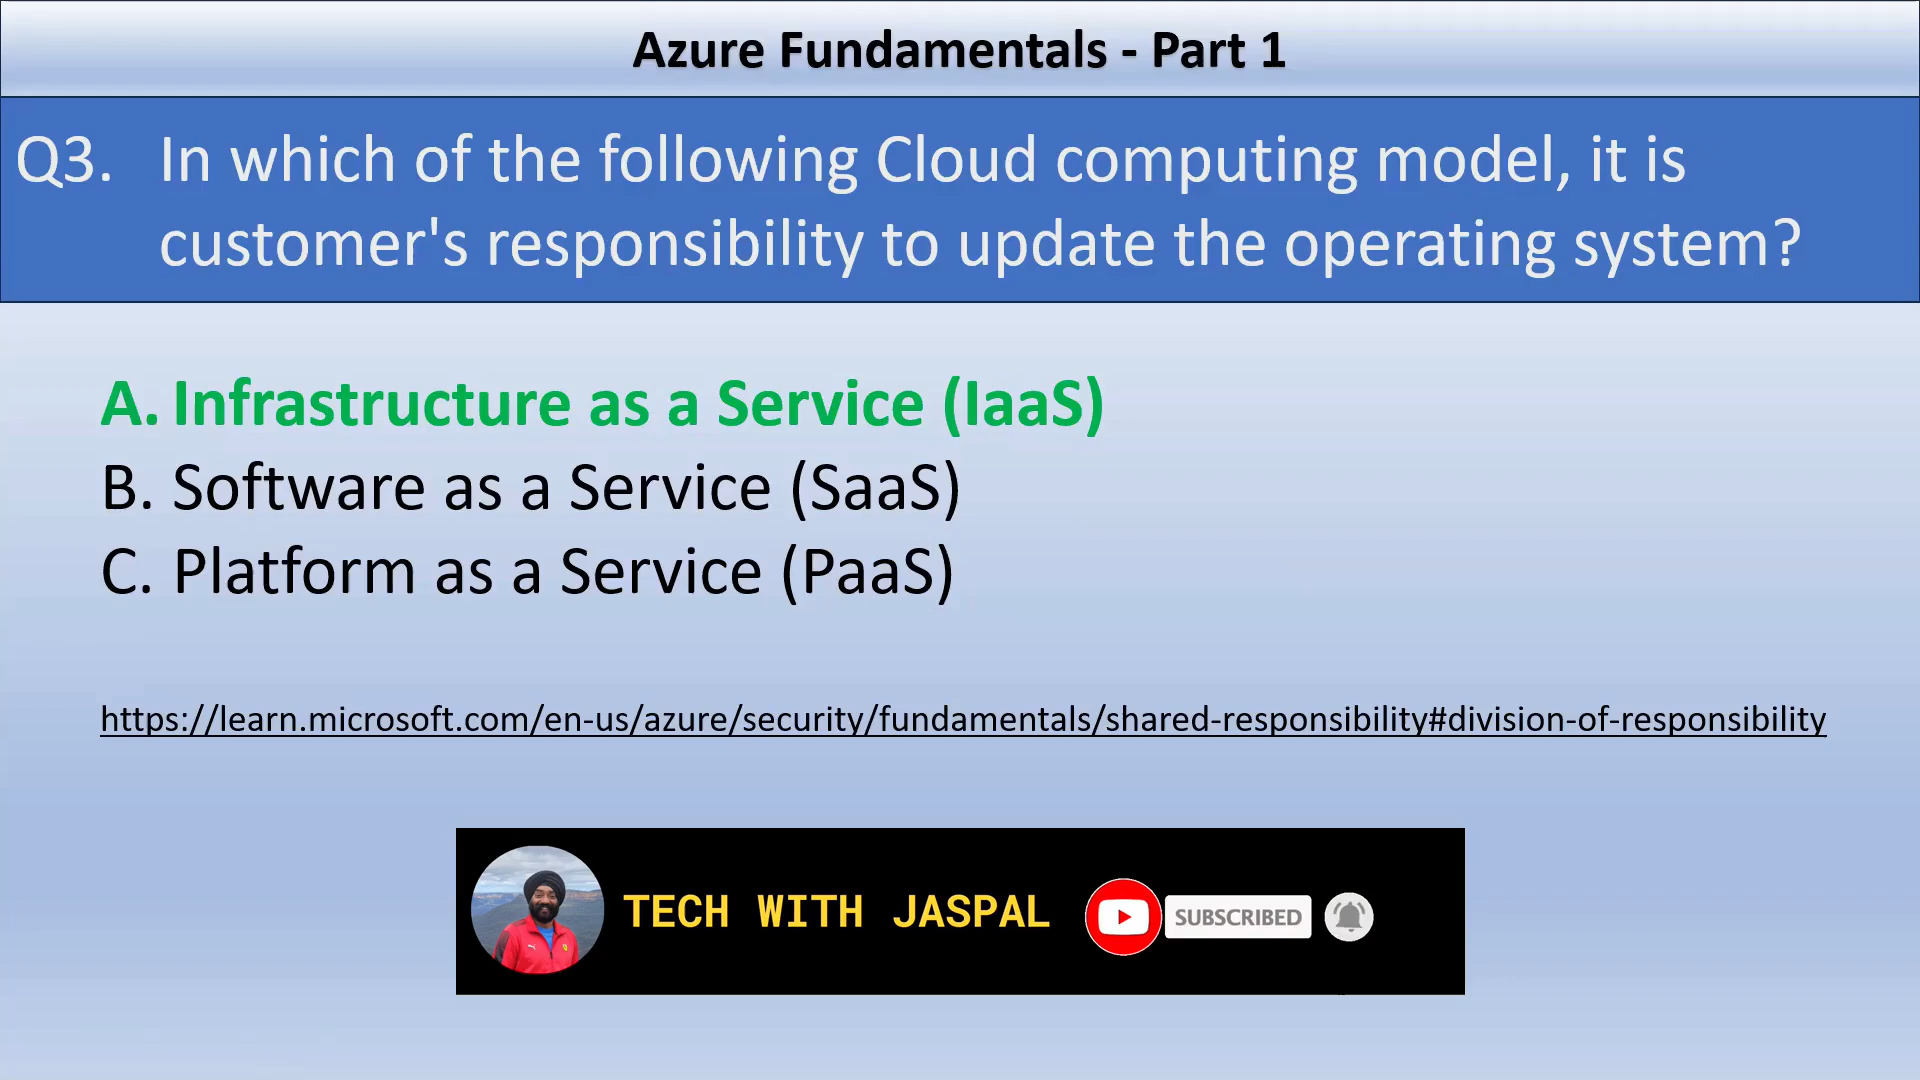 Azure Fundamentals - Part 1
Q3. In which of the following Cloud computing model, it is
customer's responsibility to update the operating system?
A. Infrastructure as a Service (IaaS)
B. Software as a Service (SaaS)
C. Platform as a Service (PaaS)
https://learn.microsoft.com/en-us/azure/security/fundamentals/shared-responsibility#division-of-responsibility
TECH WITH JASPAL
SUBSCRIBED